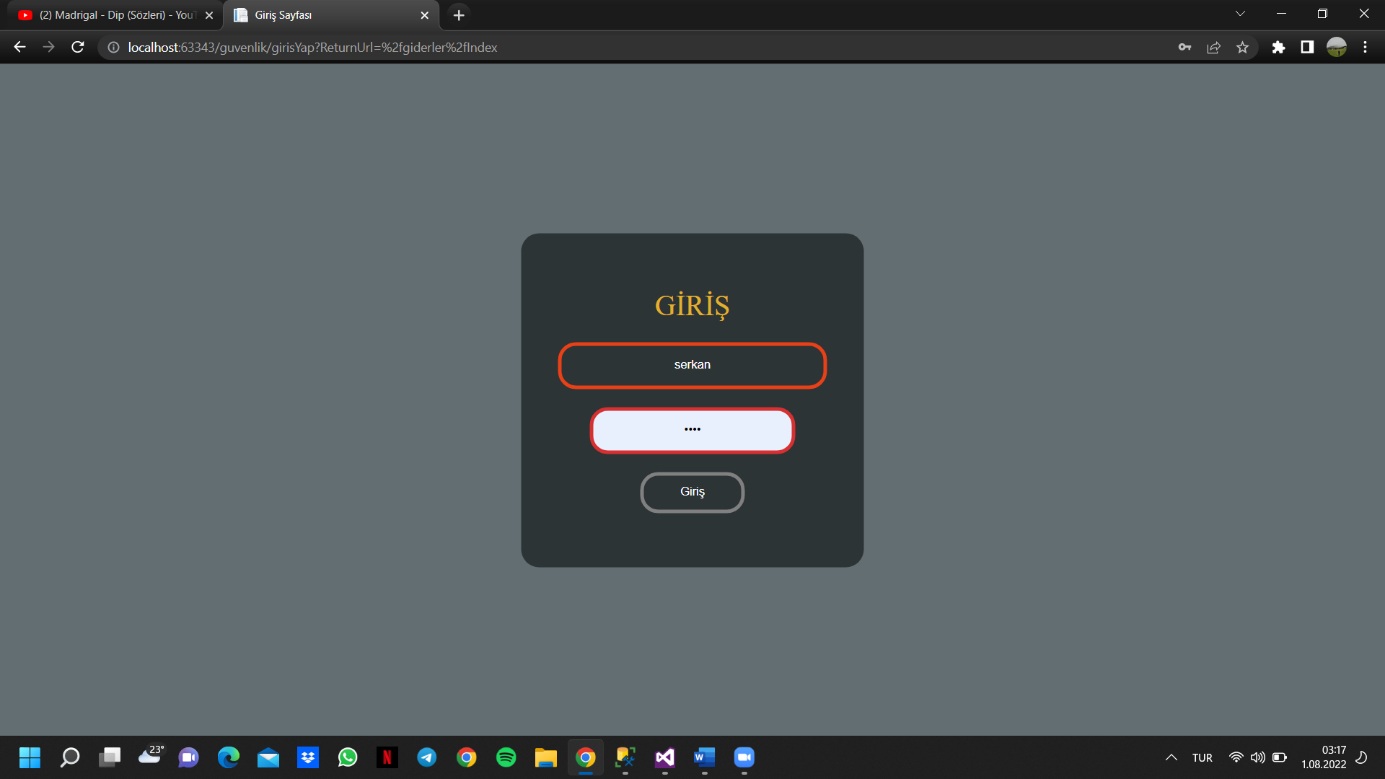 (2) Madrigal - Dip (Sözleri) - You
Giriş Sayfası
localhost:63343/guvenlik/girisYap?ReturnUrl=%2fgiderler%2fIndex
GİRİŞ
serkan
••••
Giriş
23°
N
W
TUR
03:17
1.08.2022